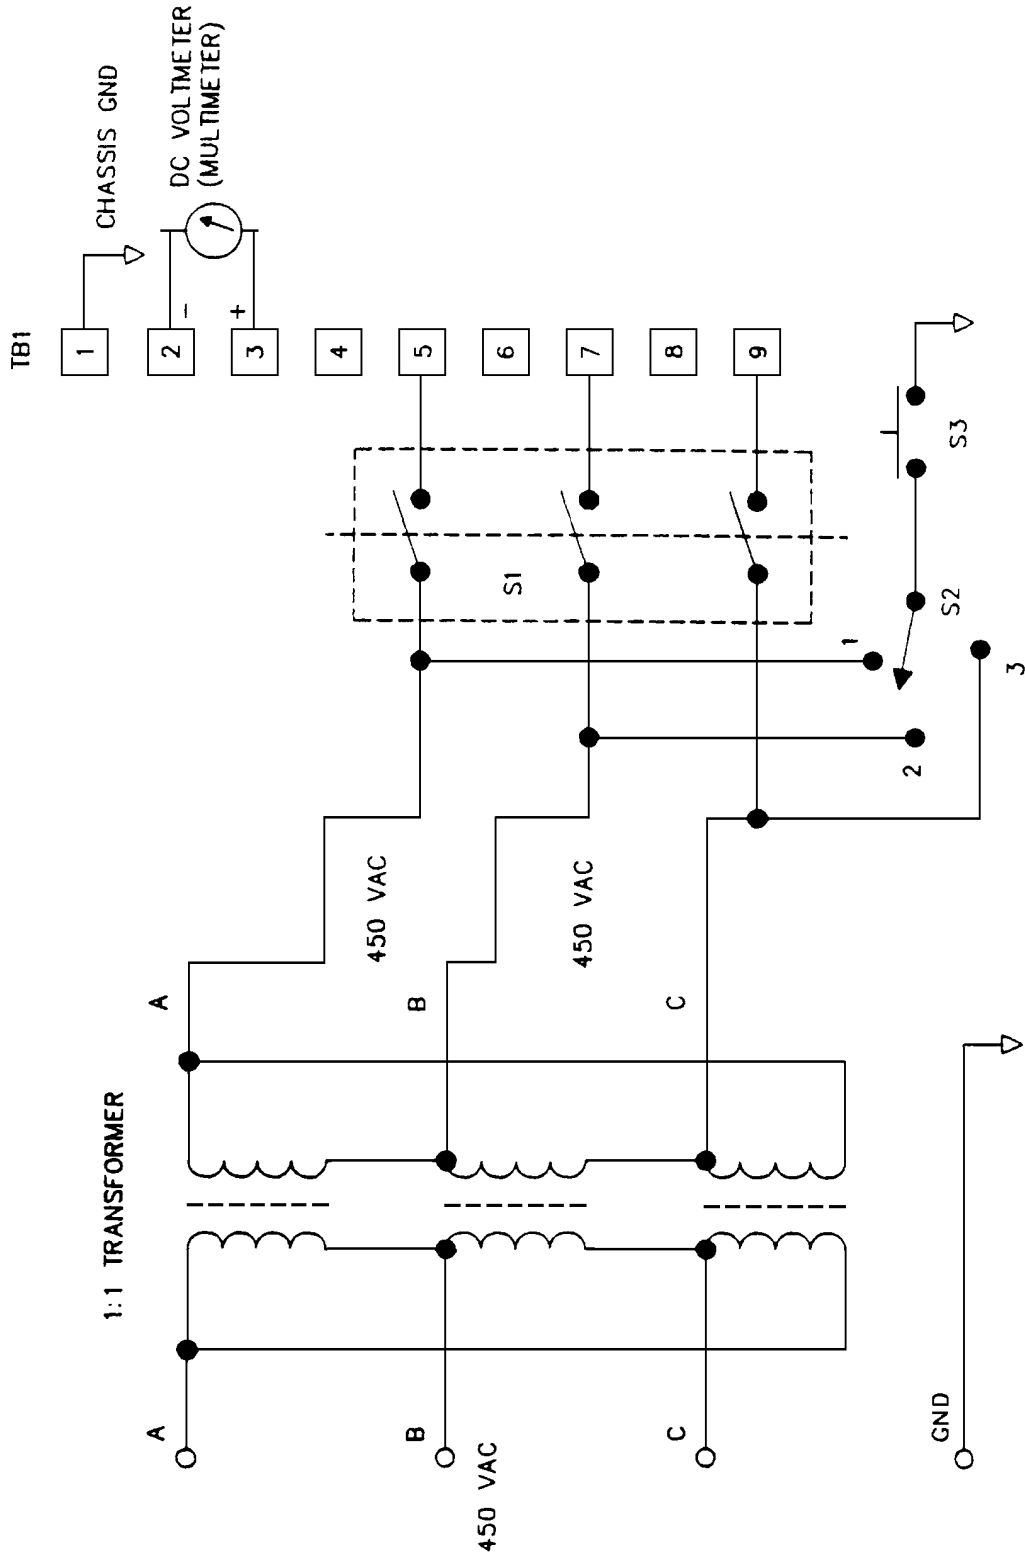 1:1 TRANSFORMER
A
B
C
450 VAC
GND
A
B
C
450 VAC
450 VAC
S1
1
2
3
S2
S3
TB1
1
2
3
4
5
6
7
8
9
-
+
CHASSIS GND
DC VOLTMETER
(MULTIMETER)